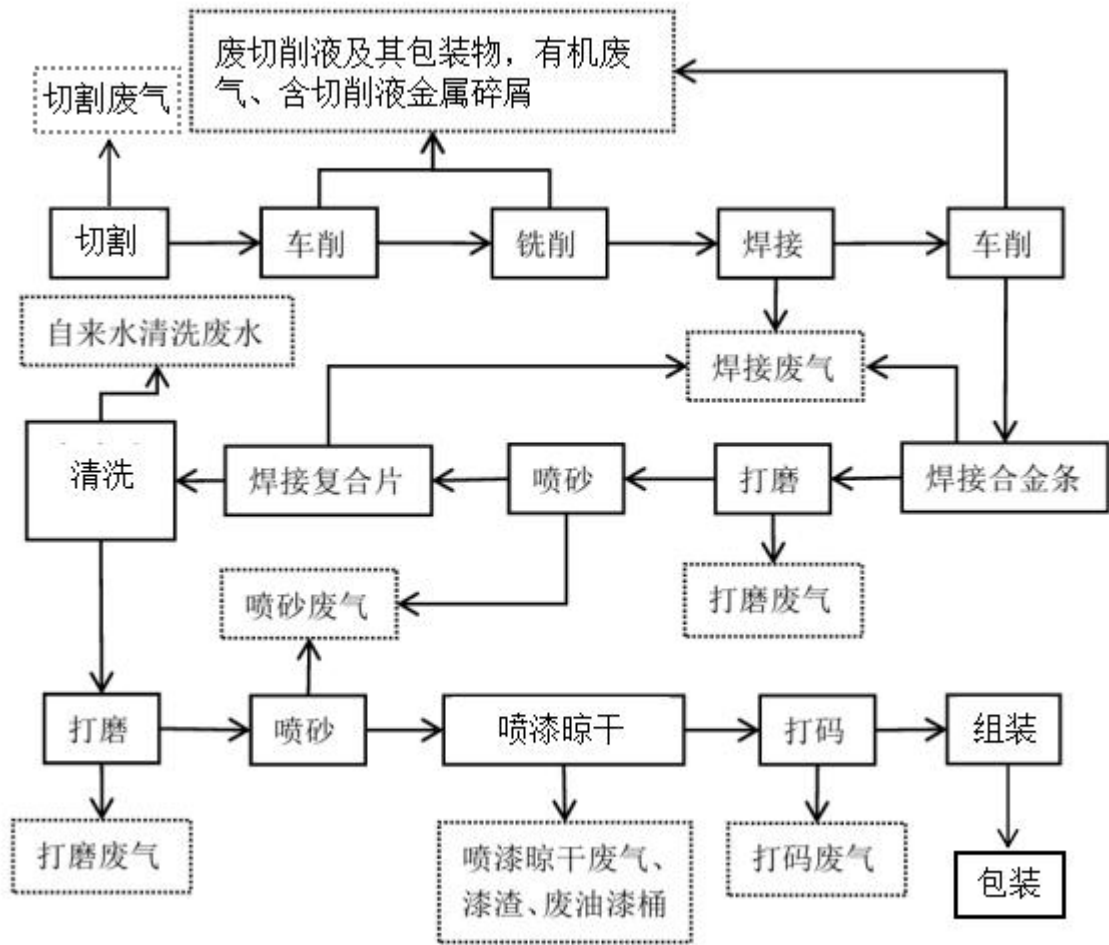 废切削液及其包装物，有机废
气、含切削液金属碎屑
切割废气
切割
车削
铣削
焊接
车削
自来水清洗废水
焊接废气
清洗
焊接复合片
喷砂
打磨
焊接合金条
喷砂废气
打磨废气
打磨
喷砂
喷漆晾干
打码
组装
打磨废气
喷漆晾干废气、
漆渣、废油漆桶
打码废气
包装